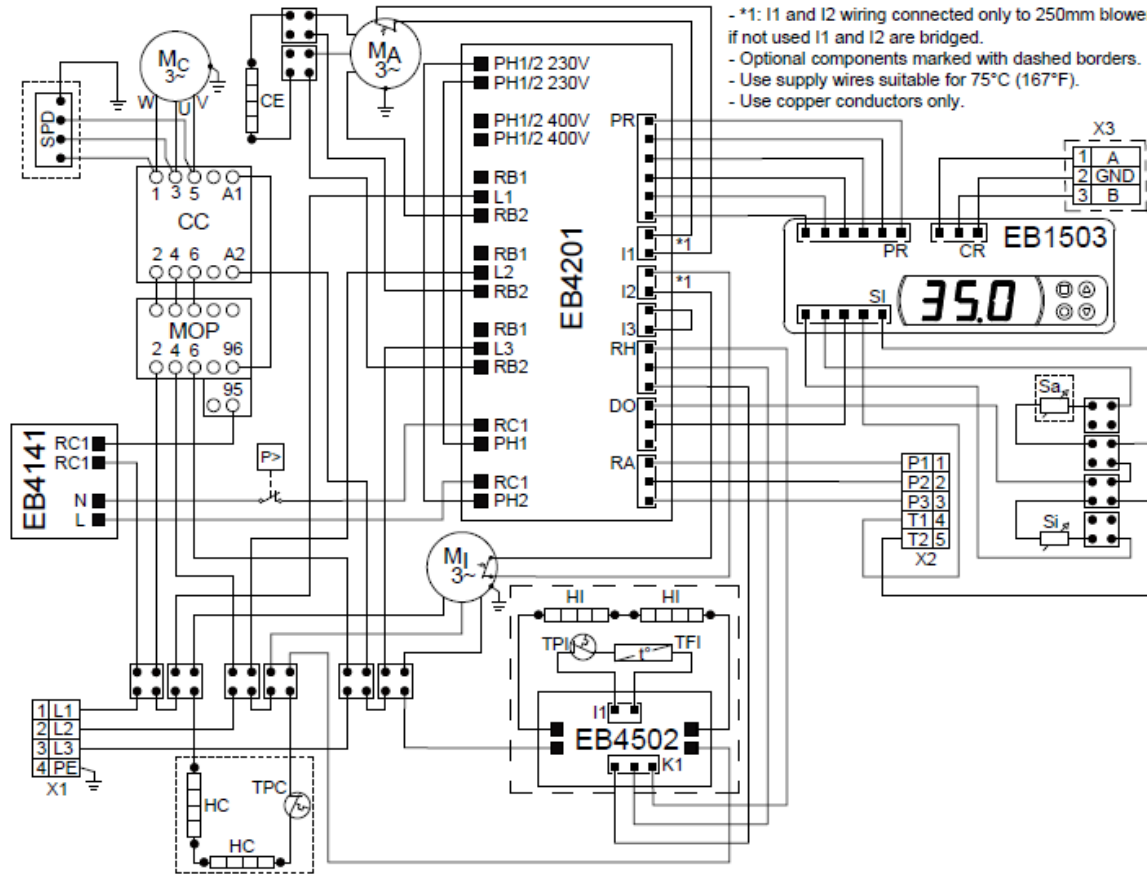 - *1: I1 and I2 wiring connected only to 250mm blowe
if not used I1 and I2 are bridged.
- Optional components marked with dashed borders.
- Use supply wires suitable for 75°C (167°F).
- Use copper conductors only.
MC
3~
W
U
V
SPD
CE
MA
3~
1
3
5
A1
CC
2
4
6
A2
MOP
2
4
6
96
95
EB4141
RC1
RC1
N
L
P>
EB4201
PH1/2 230V
PH1/2 230V
PH1/2 400V
PH1/2 400V
RB1
L1
RB2
RB1
L2
RB2
RB1
L3
RB2
RC1
PH1
RC1
PH2
PR
I1
*1
I2
*1
I3
RH
DO
RA
X3
1 A
2 GND
3 B
EB1503
PR
CR
SI
35.0
Sa
Si
P1 1
P2 2
P3 3
T1 4
T2 5
X2
MI
3~
HI
HI
TPI
t°
TFI
I1
EB4502
K1
1 L1
2 L2
3 L3
4 PE
X1
HC
TPC
HC